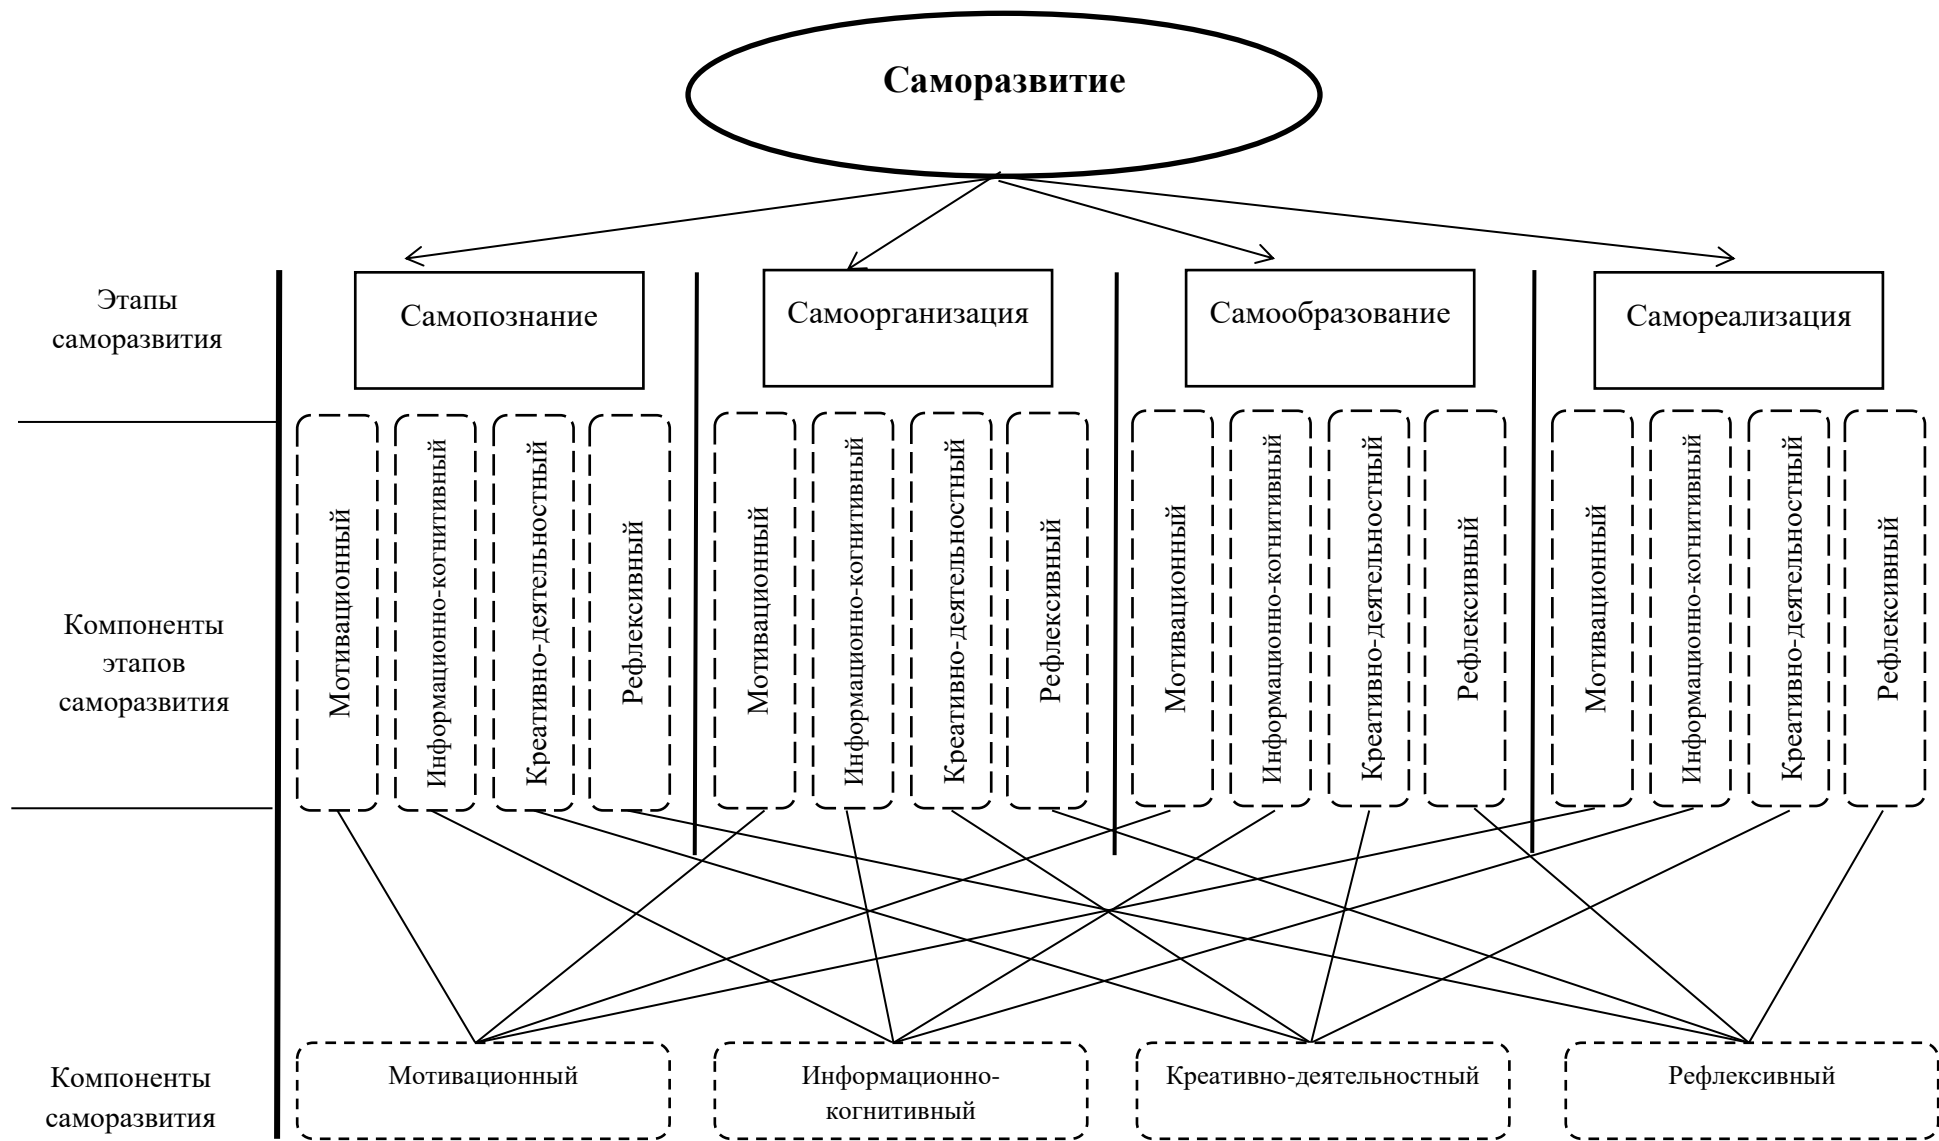 Саморазвитие
Этапы
саморазвития
Самопознание
Самоорганизация
Самообразование
Самореализация
Компоненты
этапов
саморазвития
Мотивационный
Информационно-когнитивный
Креативно-деятельностный
Рефлексивный
Мотивационный
Информационно-когнитивный
Креативно-деятельностный
Рефлексивный
Мотивационный
Информационно-когнитивный
Креативно-деятельностный
Рефлексивный
Мотивационный
Информационно-когнитивный
Креативно-деятельностный
Рефлексивный
Компоненты
саморазвития
Мотивационный
Информационно-
когнитивный
Креативно-деятельностный
Рефлексивный